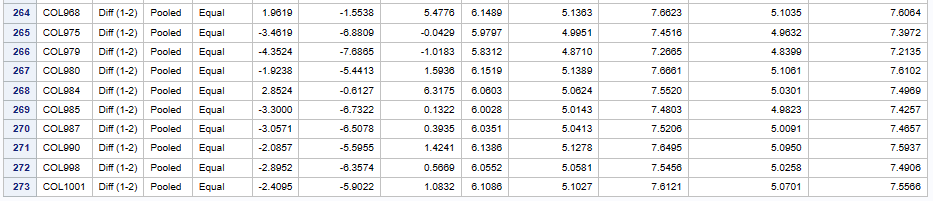 264 COL968 Diff (1-2) Pooled Equal 1.9619 -1.5538 5.4776 6.1489 5.1363 7.6623 5.1035 7.6064
265 COL975 Diff (1-2) Pooled Equal -3.4619 -6.8809 -0.0429 5.9797 4.9951 7.4516 4.9632 7.3972
266 COL979 Diff (1-2) Pooled Equal -4.3524 -7.6865 -1.0183 5.8312 4.8710 7.2665 4.8399 7.2135
267 COL980 Diff (1-2) Pooled Equal -1.9238 -5.4413 1.5936 6.1519 5.1389 7.6661 5.1061 7.6102
268 COL984 Diff (1-2) Pooled Equal 2.8524 -0.6127 6.3175 6.0603 5.0624 7.5520 5.0301 7.4969
269 COL985 Diff (1-2) Pooled Equal -3.3000 -6.7322 0.1322 6.0028 5.0143 7.4803 4.9823 7.4257
270 COL987 Diff (1-2) Pooled Equal -3.0571 -6.5078 0.3935 6.0351 5.0413 7.5206 5.0091 7.4657
271 COL990 Diff (1-2) Pooled Equal -2.0857 -5.5955 1.4241 6.1386 5.1278 7.6495 5.0950 7.5937
272 COL998 Diff (1-2) Pooled Equal -2.8952 -6.3574 0.5669 6.0552 5.0581 7.5456 5.0258 7.4906
273 COL1001 Diff (1-2) Pooled Equal -2.4095 -5.9022 1.0832 6.1086 5.1027 7.6121 5.0701 7.5566